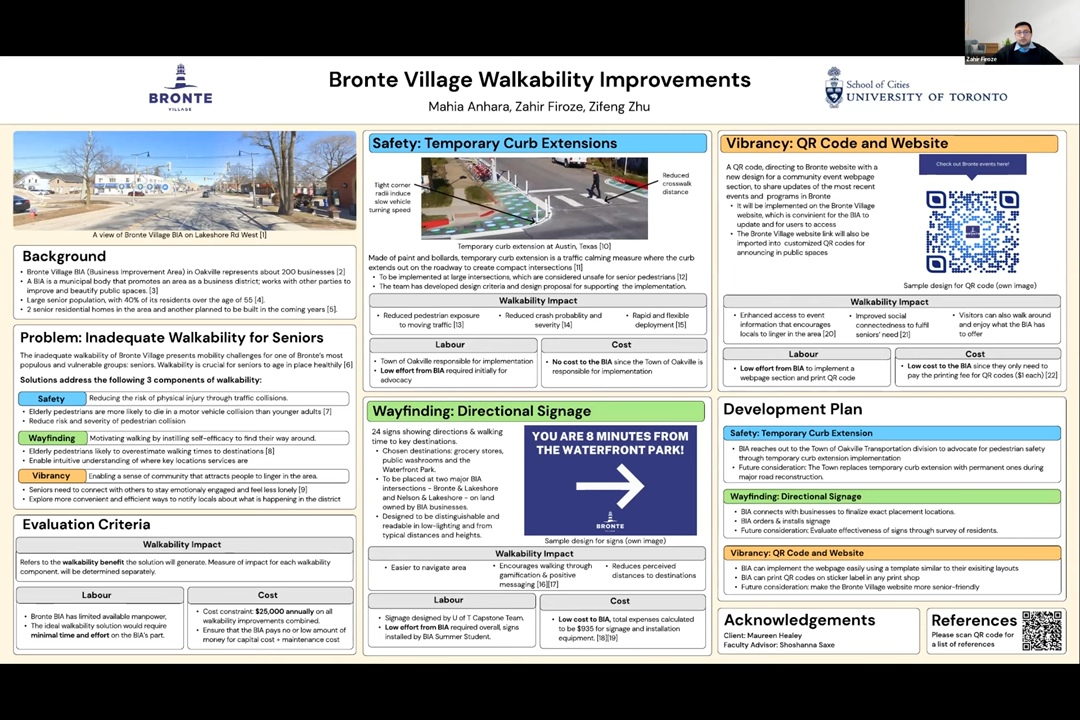 Zahir Firoze
BRONTE
VILLAGE
Bronte Village Walkability Improvements
Mahia Anhara, Zahir Firoze, Zifeng Zhu
School of Cities
UNIVERSITY OF TORONTO
A view of Bronte Village BIA on Lakeshore Rd West [1]
Background
• Bronte Village BIA (Business Improvement Area) in Oakville represents about 200 businesses [2]
• A BIA is a municipal body that promotes an area as a business district; works with other parties to
improve and beautify public spaces. [3]
• Large senior population, with 40% of its residents over the age of 55 [4].
• 2 senior residential homes in the area and another planned to be built in the coming years [5].
Problem: Inadequate Walkability for Seniors
The inadequate walkability of Bronte Village presents mobility challenges for one of Bronte's most
populous and vulnerable groups: seniors. Walkability is crucial for seniors to age in place healthily [6]
Solutions address the following 3 components of walkability:
Safety
Reducing the risk of physical injury through traffic collisions.
• Elderly pedestrians are more likely to die in a motor vehicle collision than younger adults [7]
• Reduce risk and severity of pedestrian collision
Wayfinding
Motivating walking by instilling self-efficacy to find their way around.
• Elderly pedestrians likely to overestimate walking times to destinations [8]
• Enable intuitive understanding of where key locations services are
Vibrancy
Enabling a sense of community that attracts people to linger in the area.
• Seniors need to connect with others to stay emotionaly engaged and feel less lonely [9]
• Explore more convenient and efficient ways to notify locals about what is happening in the district
Evaluation Criteria
Walkability Impact
Refers to the walkability benefit the solution will generate. Measure of impact for each walkability
component, will be determined separately.
Labour
• Bronte BIA has limited available manpower,
• The ideal walkability solution would require
minimal time and effort on the BIA's part.
Cost
• Cost constraint: $25,000 annually on all
walkability improvements combined.
• Ensure that the BIA pays no or low amount of
money for capital cost + maintenance cost
Safety: Temporary Curb Extensions
Tight corner
radii induce
slow vehicle
turning speed
Reduced
crosswalk
distance
Temporary curb extension at Austin, Texas [10]
Made of paint and bollards, temporary curb extension is a traffic calming measure where the curb
extends out on the roadway to create compact intersections [11]
• To be implemented at large intersections, which are considered unsafe for senior pedestrians [12]
• The team has developed design criteria and design proposal for supporting the implementation.
Walkability Impact
• Reduced pedestrian exposure
to moving traffic [13]
• Reduced crash probablity and
severity [14]
• Rapid and flexible
deployment [15]
Labour
• Town of Oakville responsible for implementation
• Low effort from BIA required initially for
advocacy
Cost
• No cost to the BIA since the Town of Oakville is
responsible for implementation
Wayfinding: Directional Signage
24 signs showing directions & walking
time to key destinations.
• Chosen destinations: grocery stores,
public washrooms and the
Waterfront Park.
• To be placed at two major BIA
intersections - Bronte & Lakeshore
and Nelson & Lakeshore - on land
owned by BIA businesses.
• Designed to be distinguishable and
readable in low-lighting and from
typical distances and heights.
YOU ARE 8 MINUTES FROM
THE WATERFRONT PARK!
BRONTE
Sample design for signs (own image)
Walkability Impact
• Easier to navigate area
• Encourages walking through
gamification & positive
messaging [16][17]
• Reduces perceived
distances to destinations
Labour
• Signage designed by U of T Capstone Team.
• Low effort from BIA required overall, signs
installed by BIA Summer Student.
Cost
• Low cost to BIA, total expenses calculated
to be $935 for signage and installation
equipment. [18][19]
Vibrancy: QR Code and Website
A QR code, directing to Bronte website with a
new design for a community event webpage
section, to share updates of the most recent
events and programs in Bronte
• It will be implemented on the Bronte Village
website, which is convinient for the BIA to
update and for users to access
• The Bronte Village website link will also be
imported into customized QR codes for
announcing in public spaces
Check out Bronte events here!
Sample design for QR code (own image)
Walkability Impact
• Enhanced access to event
information that encourages
locals to linger in the area [20]
• Improved social
connectedness to fulfill
seniors' need [21]
• Visitors can also walk around
and enjoy what the BIA has
to offer
Labour
• Low effort from BIA to implement a
webpage section and print QR code
Cost
• Low cost to the BIA since they only need to
pay the printing fee for QR codes ($1 each) [22]
Development Plan
Safety: Temporary Curb Extension
• BIA reaches out to the Town of Oakville Transportation division to advocate for pedestrian safety
through temporary curb extension implementation
• Future consideration: The Town replaces temporary curb extension with permanent ones during
major road reconstruction.
Wayfinding: Directional Signage
• BIA connects with businesses to finalize exact placement locations.
• BIA orders & installs signage
• Future consideration: Evaluate effectiveness of signs through survey of residents.
Vibrancy: QR Code and Website
• BIA can implement the webpage easily using a template similar to their exisiting layouts
• BIA can print QR codes on sticker label in any print shop
• Future consideration: make the Bronte Village website more senior-friendly
Acknowledgements
Client: Maureen Healey
Faculty Advisor: Shoshanna Saxe
References
Please scan QR code for
a list of references